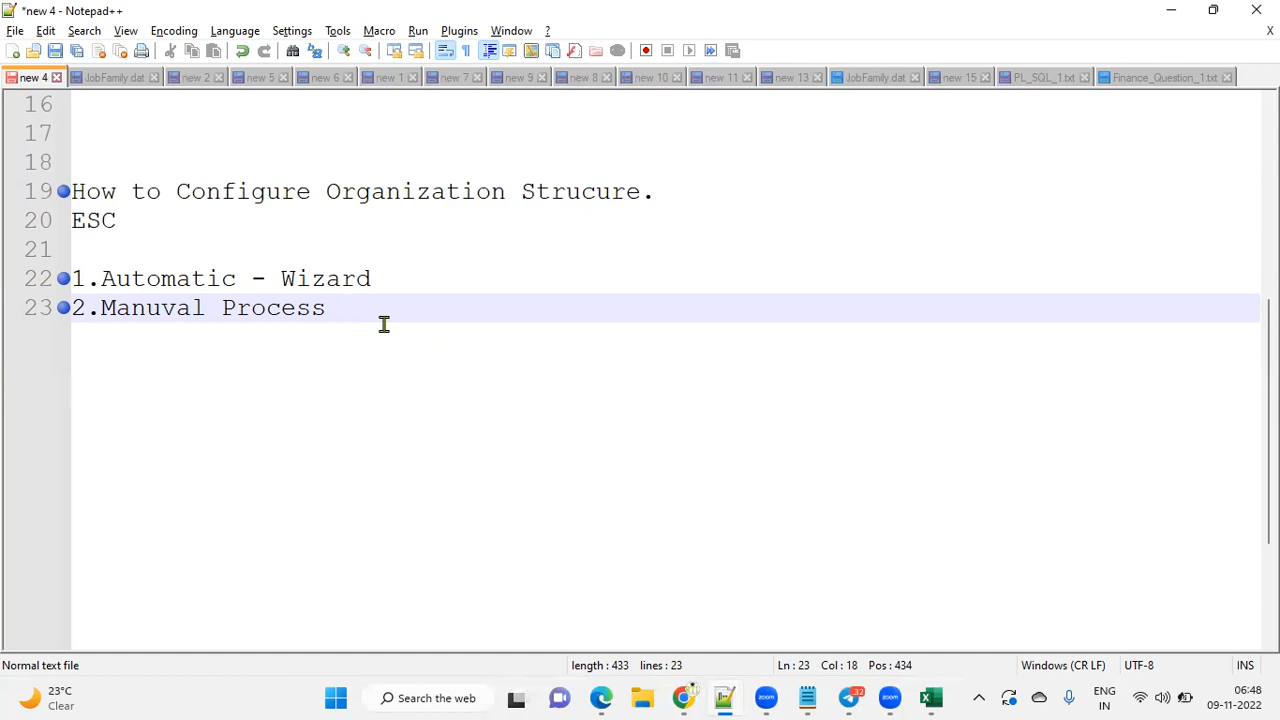 *new 4 - Notepad++
File Edit Search View Encoding Language Settings Tools Macro Run Plugins Window ? X
new 4 JobFamily.dat new 2 new 5 new 6 new 1 new 7 new 9 new 8 new 10 new 11 new 13 JobFamily.dat new 15 PL_SQL_1.txt Finance_Question_1.txt
16
17
18
19 How to Configure Organization Strucure.
20 ESC
21
22 1.Automatic - Wizard
23 2.Manuval Process
Normal text file length : 433 lines : 23 Ln : 23 Col : 18 Pos : 434 Windows (CR LF) UTF-8 INS
23°C
Clear
Search the web
zoom
32
zoom
ENG
IN
06:48
09-11-2022